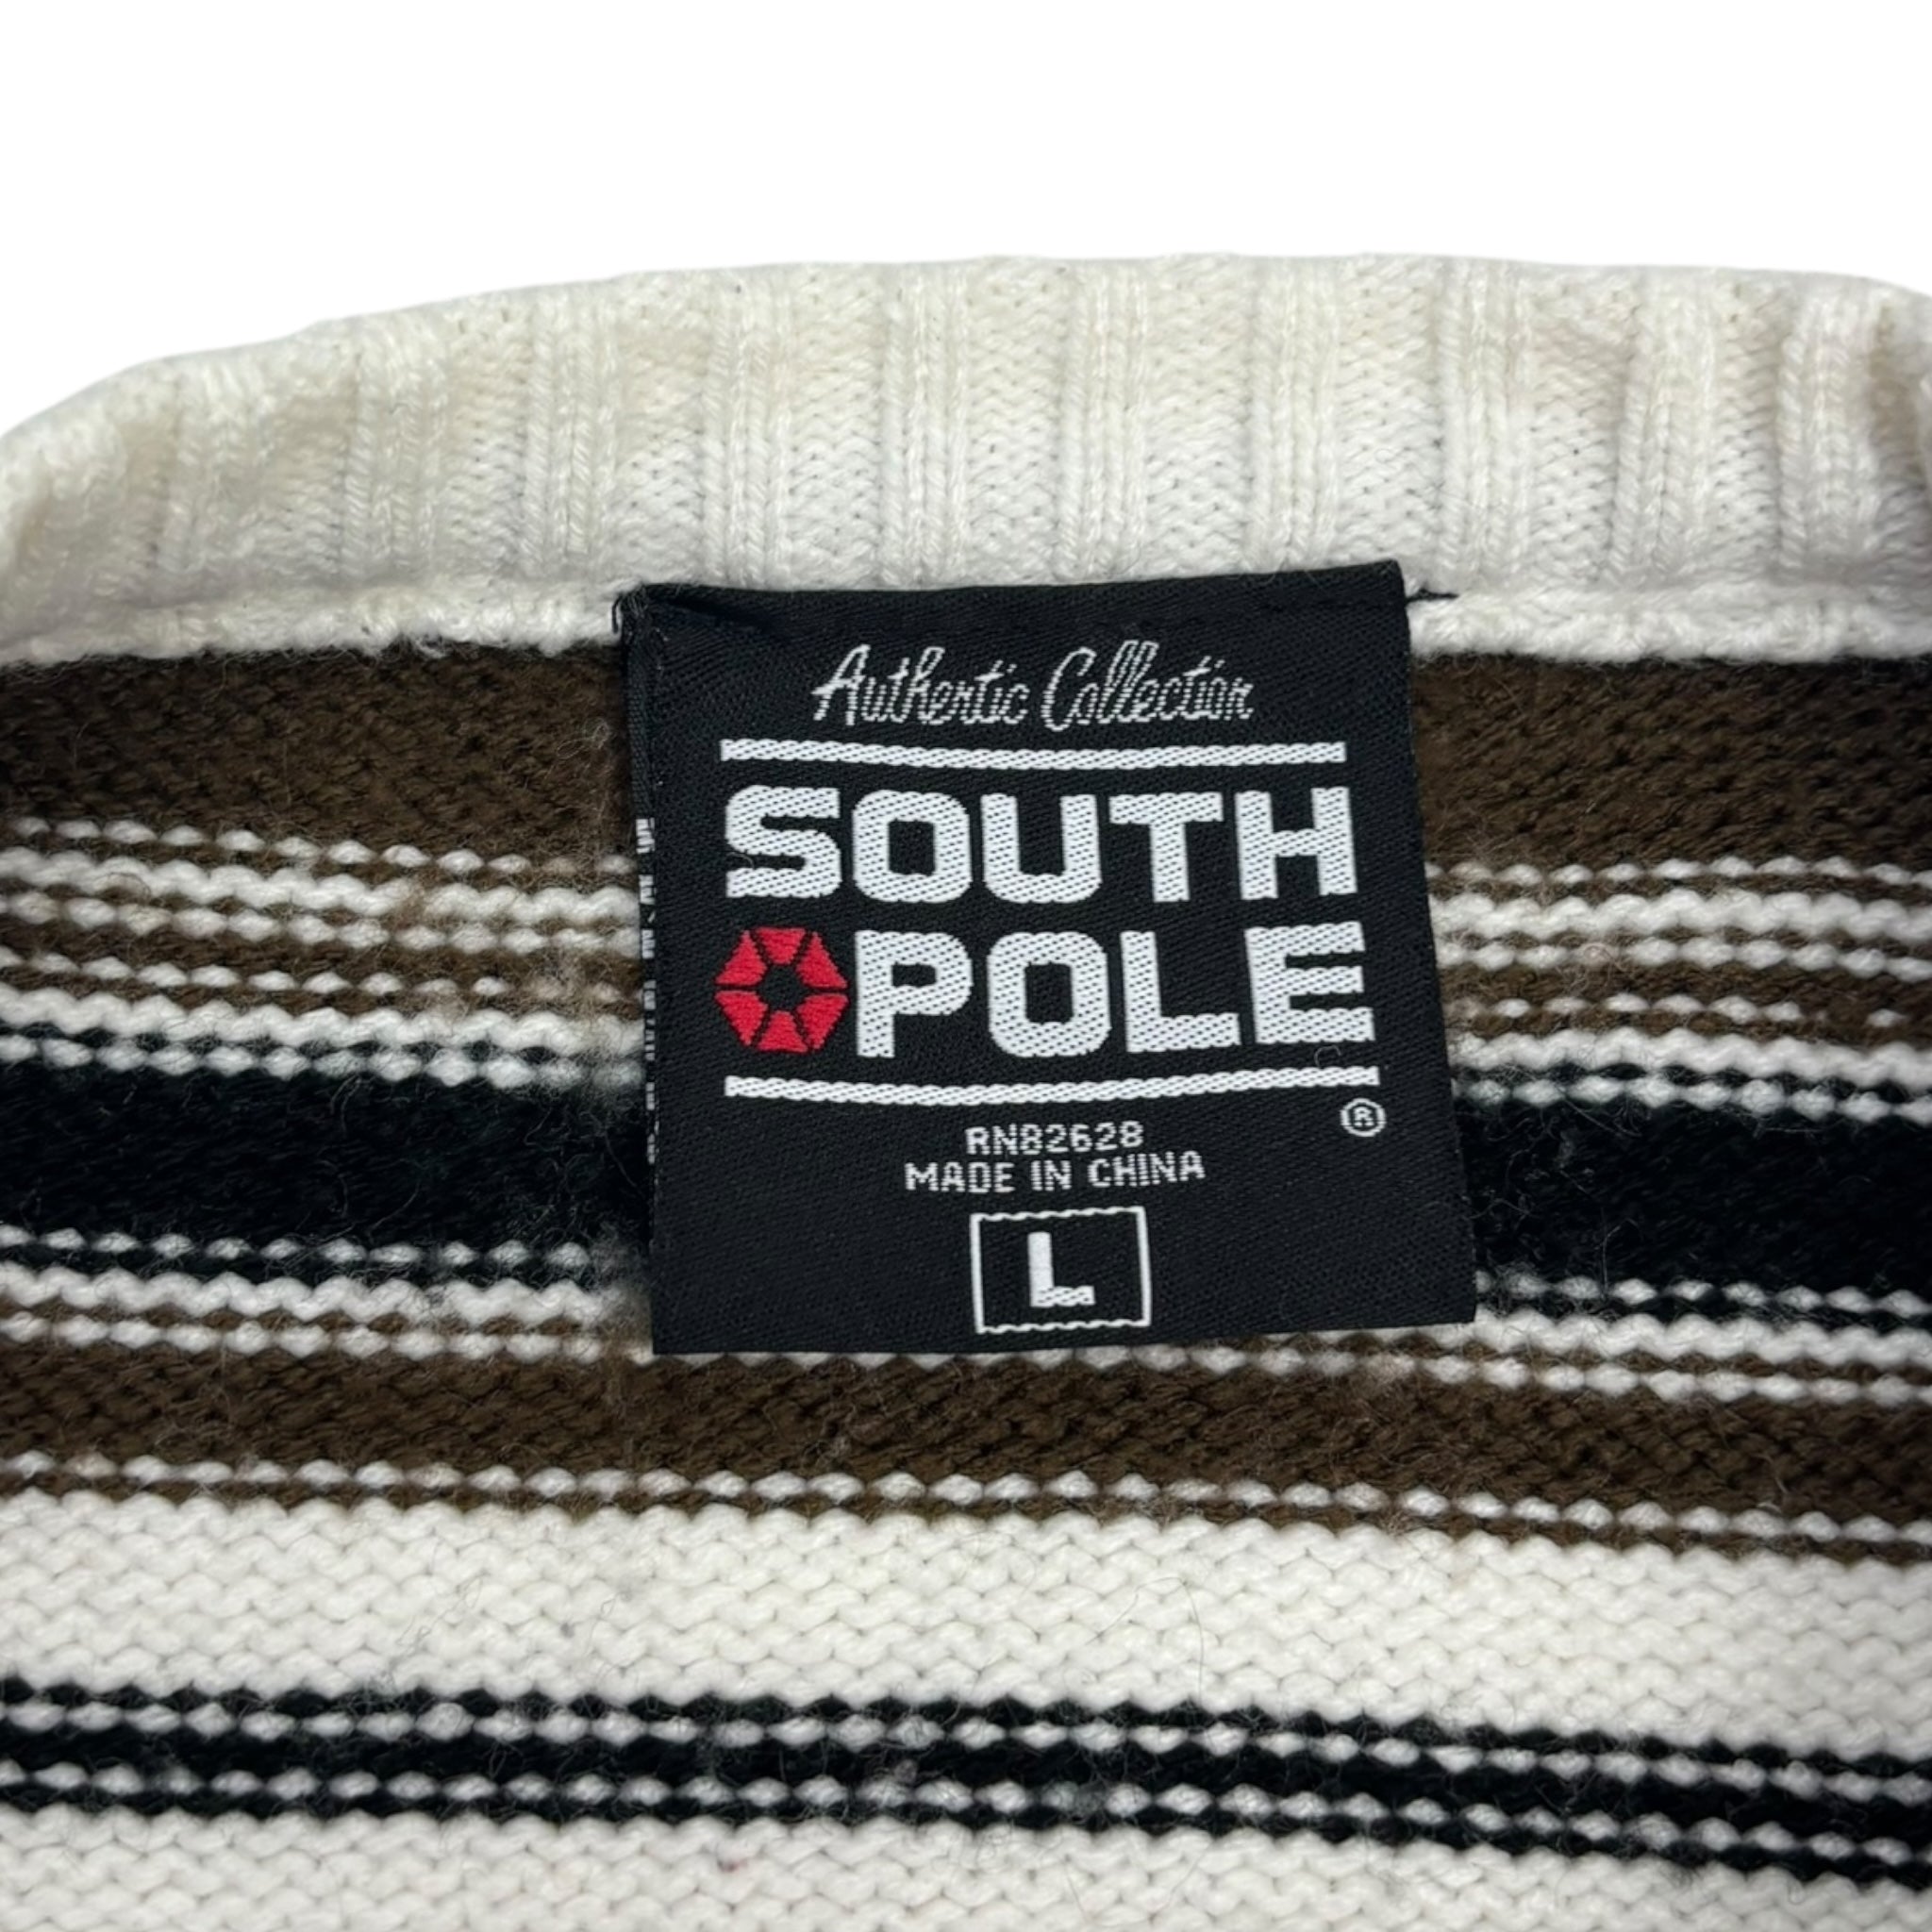 Authentic Collection
SOUTH
POLE
®
RN82628
MADE IN CHINA
L